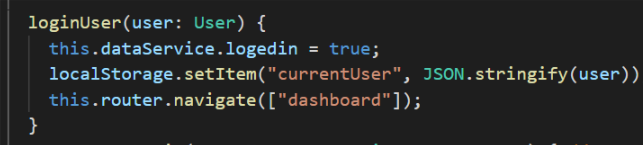 loginUser(user: User) {
  this.dataService.logedin = true;
  localStorage.setItem("currentUser", JSON.stringify(user))
  this.router.navigate(["dashboard"]);
}